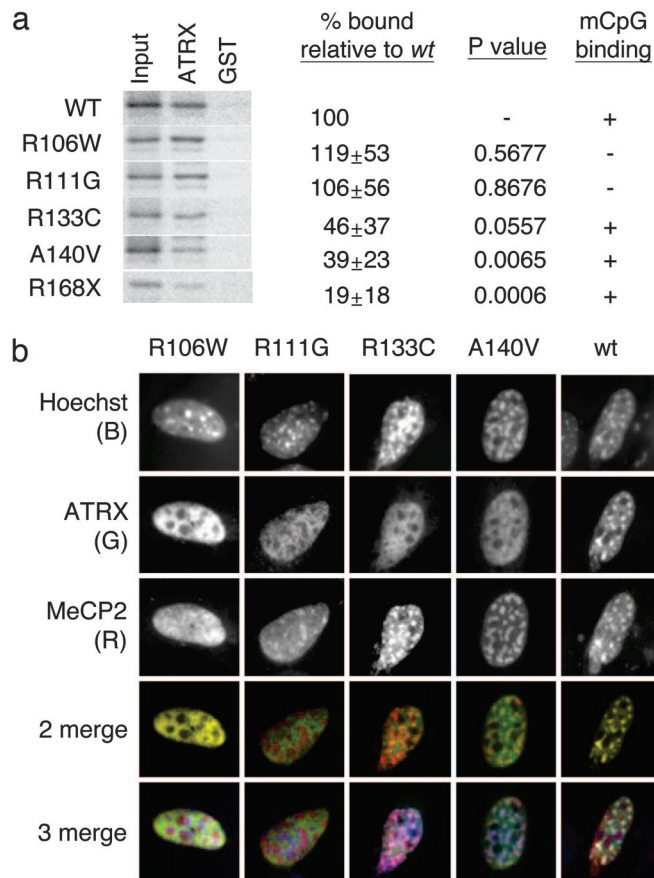 a
Input
ATRX
GST
% bound
relative to wt
P value
mCpG
binding
WT 100 - +
R106W 119±53 0.5677 -
R111G 106±56 0.8676 -
R133C 46±37 0.0557 +
A140V 39±23 0.0065 +
R168X 19±18 0.0006 +
b
R106W R111G R133C A140V wt
Hoechst
(B)
ATRX
(G)
MeCP2
(R)
2 merge
3 merge